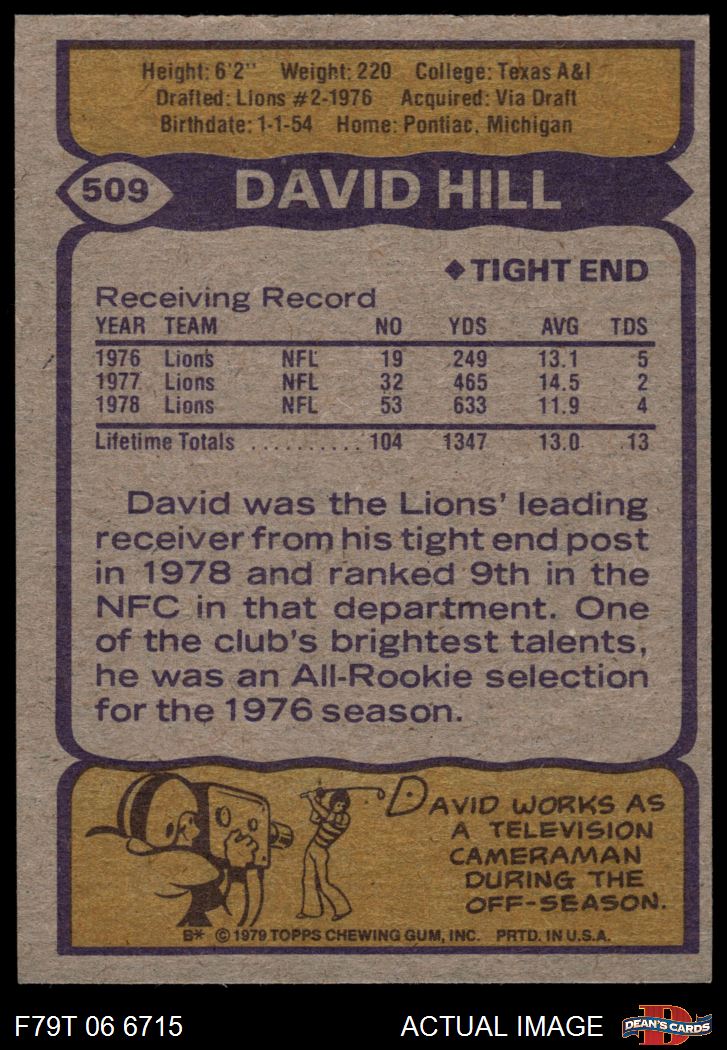 Height: 6'2" Weight: 220 College: Texas A&I
Drafted: Lions #2-1976 Acquired: Via Draft
Birthdate: 1-1-54 Home: Pontiac, Michigan
509 DAVID HILL
◆TIGHT END
Receiving Record
YEAR TEAM NO YDS AVG TDS
1976 Lions NFL 19 249 13.1 5
1977 Lions NFL 32 465 14.5 2
1978 Lions NFL 53 633 11.9 4
Lifetime Totals .......... 104 1347 13.0 13
David was the Lions' leading
receiver from his tight end post
in 1978 and ranked 9th in the
NFC in that department. One
of the club's brightest talents,
he was an All-Rookie selection
for the 1976 season.
DAVID WORKS AS
A TELEVISION
CAMERAMAN
DURING THE
OFF-SEASON.
B* © 1979 TOPPS CHEWING GUM, INC. PRTD. IN U.S.A.
F79T 06 6715 ACTUAL IMAGE D DEAN'S CARDS